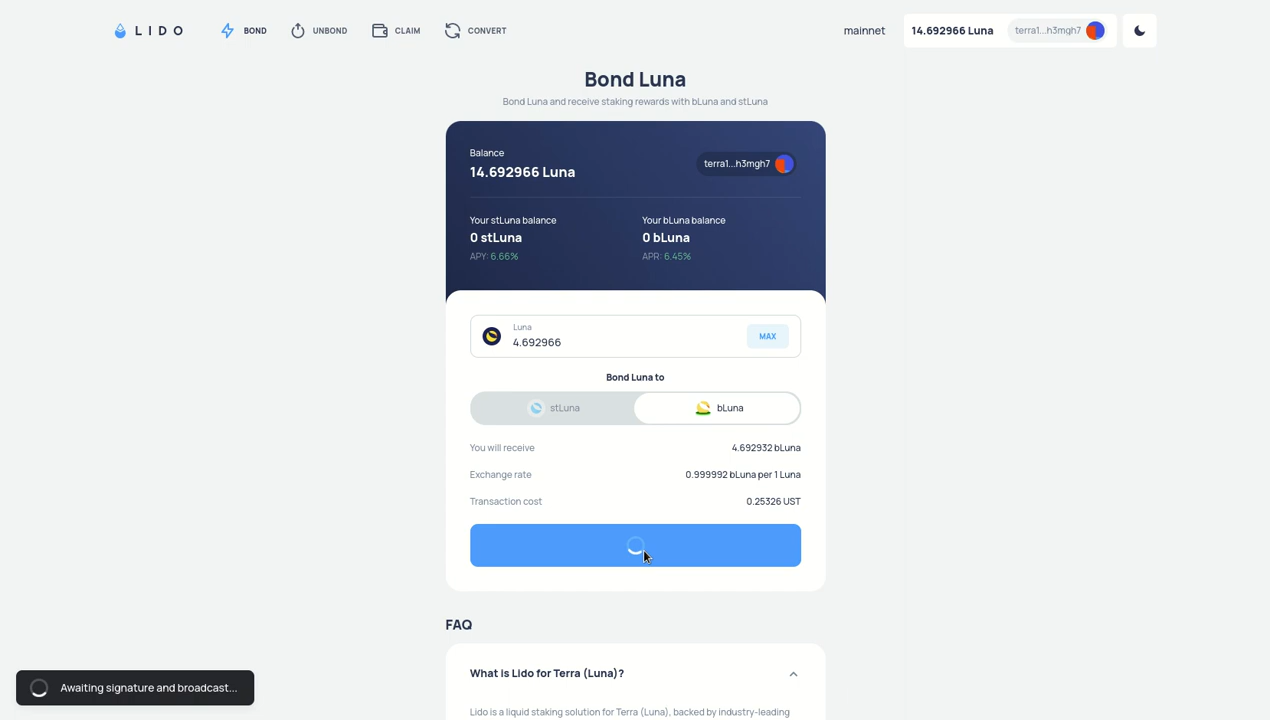 LIDO
BOND
UNBOND
CLAIM
CONVERT
mainnet
14.692966 Luna
terra1...h3mgh7
Bond Luna
Bond Luna and receive staking rewards with bLuna and stLuna
Balance
14.692966 Luna
terra1...h3mgh7
Your stLuna balance
0 stLuna
APY: 6.66%
Your bLuna balance
0 bLuna
APR: 6.45%
Luna
4.692966
MAX
Bond Luna to
stLuna
bLuna
You will receive
4.692932 bLuna
Exchange rate
0.999992 bLuna per 1 Luna
Transaction cost
0.25326 UST
FAQ
What is Lido for Terra (Luna)?
Lido is a liquid staking solution for Terra (Luna), backed by industry-leading
Awaiting signature and broadcast...